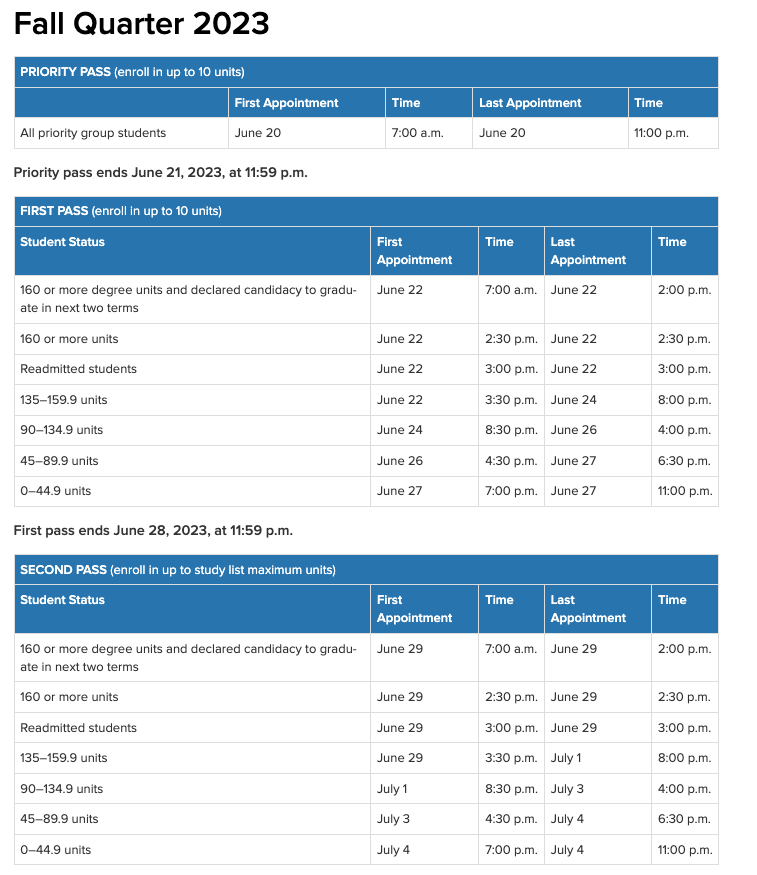 Fall Quarter 2023
PRIORITY PASS (enroll in up to 10 units)
First Appointment Time Last Appointment Time
All priority group students June 20 7:00 a.m. June 20 11:00 p.m.
Priority pass ends June 21, 2023, at 11:59 p.m.
FIRST PASS (enroll in up to 10 units)
Student Status First Time Last Time
Appointment Appointment
160 or more degree units and declared candidacy to gradu- June 22 7:00 a.m. June 22 2:00 p.m.
ate in next two terms
160 or more units June 22 2:30 p.m. June 22 2:30 p.m.
Readmitted students June 22 3:00 p.m. June 22 3:00 p.m.
135–159.9 units June 22 3:30 p.m. June 24 8:00 p.m.
90–134.9 units June 24 8:30 p.m. June 26 4:00 p.m.
45–89.9 units June 26 4:30 p.m. June 27 6:30 p.m.
0–44.9 units June 27 7:00 p.m. June 27 11:00 p.m.
First pass ends June 28, 2023, at 11:59 p.m.
SECOND PASS (enroll in up to study list maximum units)
Student Status First Time Last Time
Appointment Appointment
160 or more degree units and declared candidacy to gradu- June 29 7:00 a.m. June 29 2:00 p.m.
ate in next two terms
160 or more units June 29 2:30 p.m. June 29 2:30 p.m.
Readmitted students June 29 3:00 p.m. June 29 3:00 p.m.
135–159.9 units June 29 3:30 p.m. July 1 8:00 p.m.
90–134.9 units July 1 8:30 p.m. July 3 4:00 p.m.
45–89.9 units July 3 4:30 p.m. July 4 6:30 p.m.
0–44.9 units July 4 7:00 p.m. July 4 11:00 p.m.